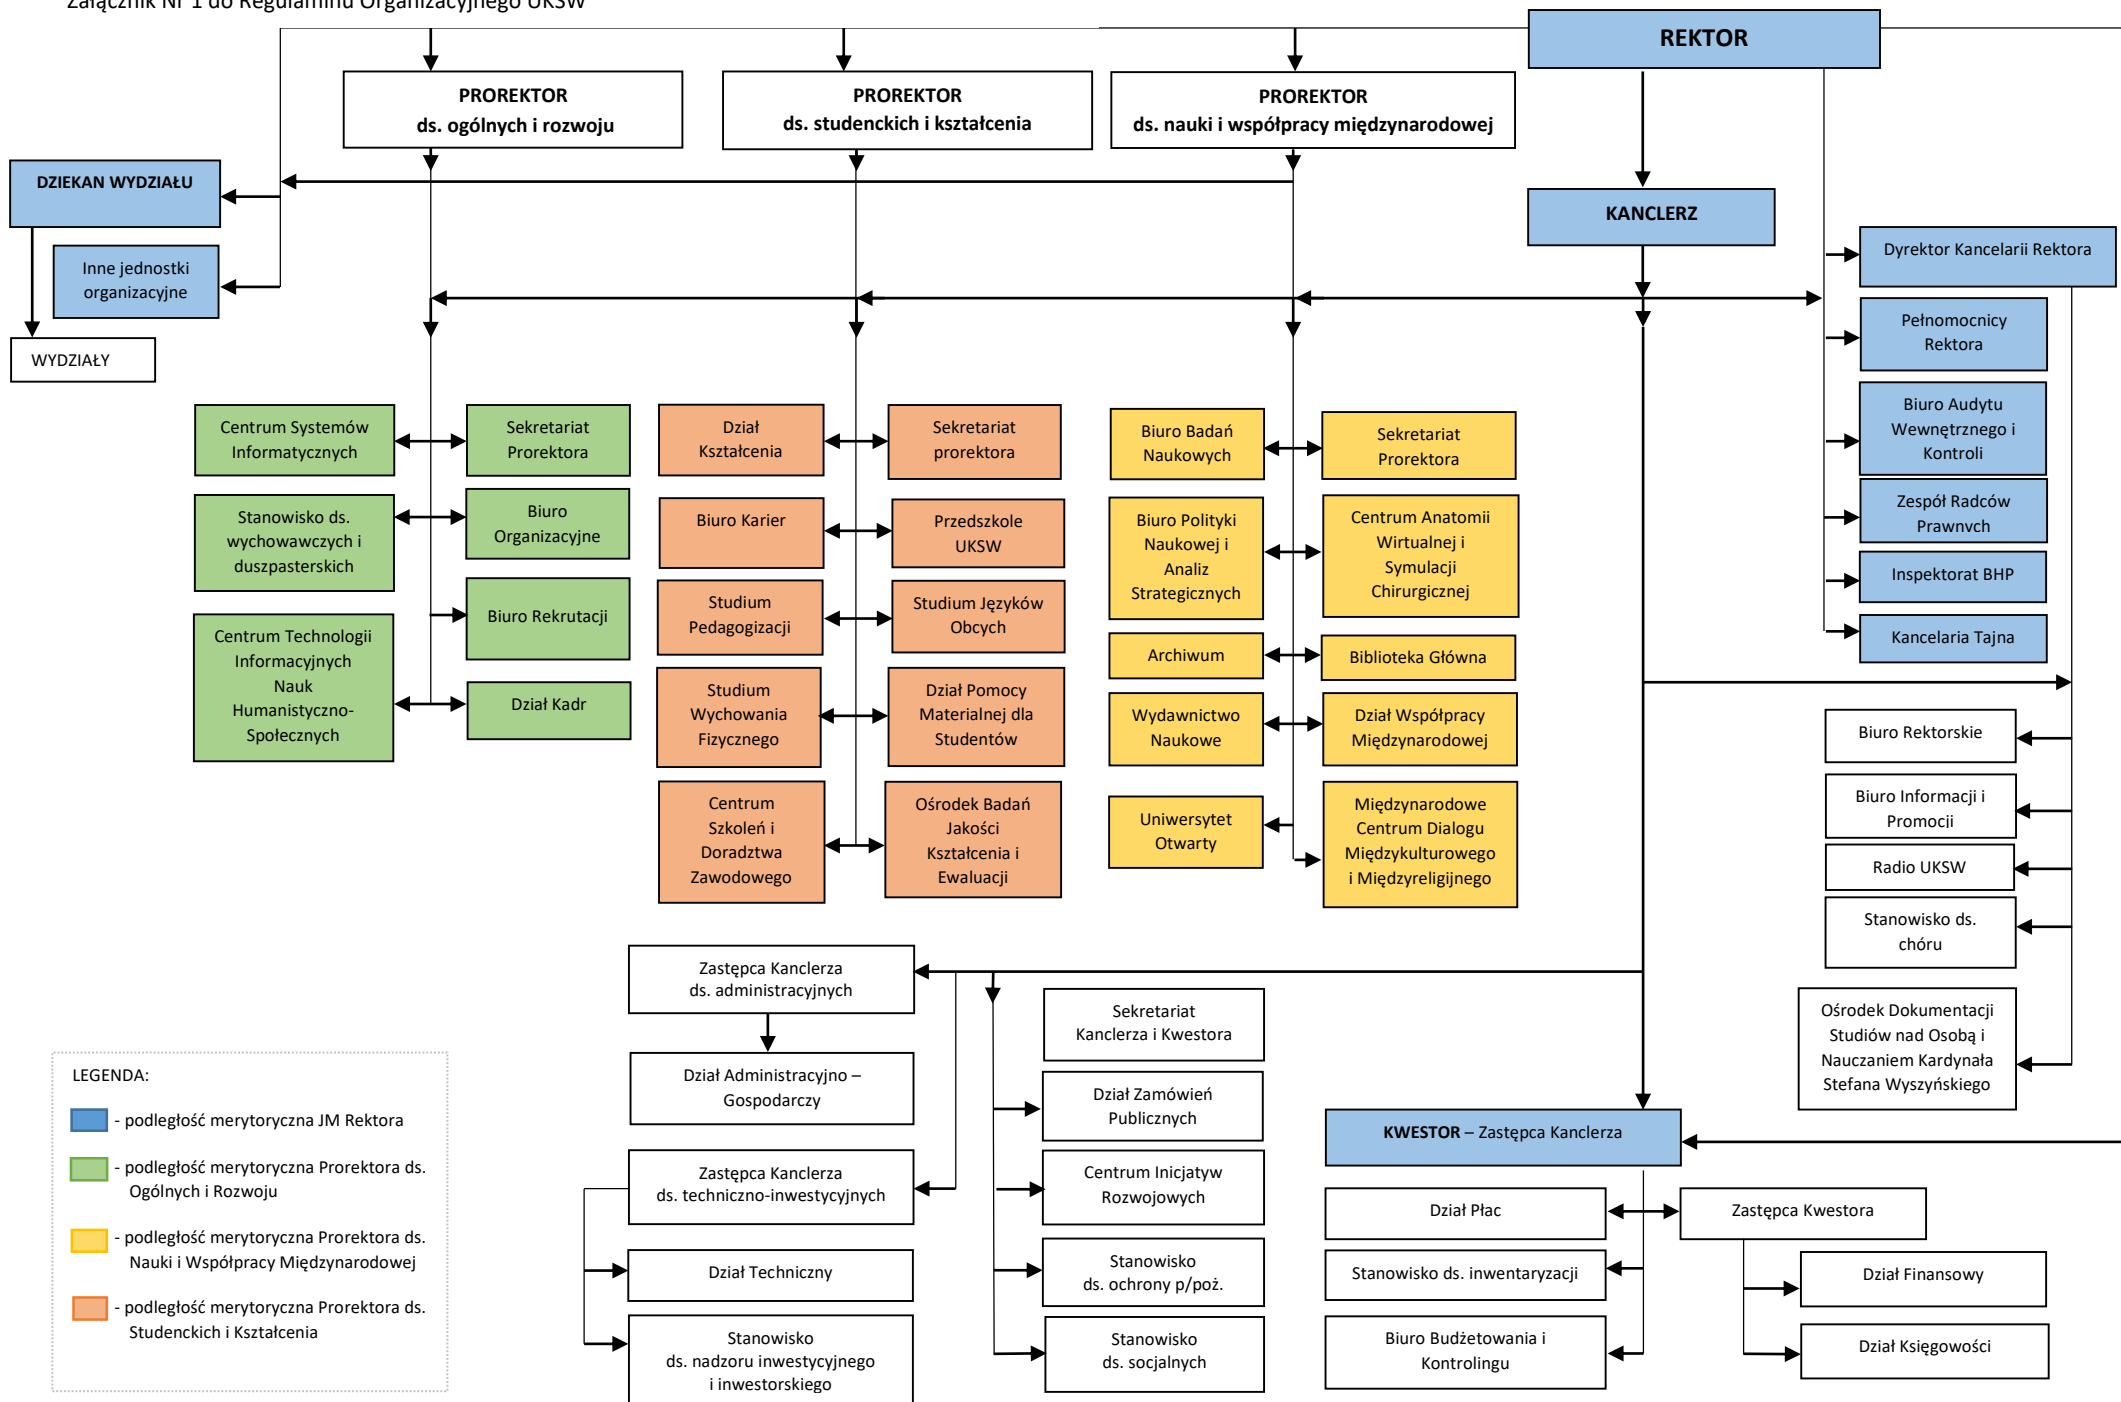 Załącznik Nr 1 do Regulaminu Organizacyjnego UKSW
REKTOR
PROREKTOR
ds. ogólnych i rozwoju
PROREKTOR
ds. studenckich i kształcenia
PROREKTOR
ds. nauki i współpracy międzynarodowej
DZIEKAN WYDZIAŁU
KANCLERZ
Inne jednostki
organizacyjne
WYDZIAŁY
Dyrektor Kancelarii Rektora
Pełnomocnicy
Rektora
Biuro Audytu
Wewnętrznego i
Kontroli
Zespół Radców
Prawnych
Inspektorat BHP
Kancelaria Tajna
Centrum Systemów
Informatycznych
Sekretariat
Prorektora
Stanowisko ds.
wychowawczych i
duszpasterskich
Biuro
Organizacyjne
Centrum Technologii
Informacyjnych
Nauk
Humanistyczno-
Społecznych
Biuro Rekrutacji
Dział Kadr
Dział
Kształcenia
Sekretariat
prorektora
Biuro Karier
Przedszkole
UKSW
Studium
Pedagogizacji
Studium Języków
Obcych
Studium
Wychowania
Fizycznego
Dział Pomocy
Materialnej dla
Studentów
Centrum
Szkoleń i
Doradztwa
Zawodowego
Ośrodek Badań
Jakości
Kształcenia i
Ewaluacji
Biuro Badań
Naukowych
Sekretariat
Prorektora
Biuro Polityki
Naukowej i
Analiz
Strategicznych
Centrum Anatomii
Wirtualnej i
Symulacji
Chirurgicznej
Archiwum
Biblioteka Główna
Wydawnictwo
Naukowe
Dział Współpracy
Międzynarodowej
Uniwersytet
Otwarty
Międzynarodowe
Centrum Dialogu
Międzykulturowego
i Międzyreligijnego
Biuro Rektorskie
Biuro Informacji i
Promocji
Radio UKSW
Stanowisko ds.
chóru
Ośrodek Dokumentacji
Studiów nad Osobą i
Nauczaniem Kardynała
Stefana Wyszyńskiego
Zastępca Kanclerza
ds. administracyjnych
Dział Administracyjno –
Gospodarczy
Zastępca Kanclerza
ds. techniczno-inwestycyjnych
Dział Techniczny
Stanowisko
ds. nadzoru inwestycyjnego
i inwestorskiego
Sekretariat
Kanclerza i Kwestora
Dział Zamówień
Publicznych
Centrum Inicjatyw
Rozwojowych
Stanowisko
ds. ochrony p/poż.
Stanowisko
ds. socjalnych
KWESTOR – Zastępca Kanclerza
Dział Płac
Zastępca Kwestora
Stanowisko ds. inwentaryzacji
Dział Finansowy
Biuro Budżetowania i
Kontrolingu
Dział Księgowości
LEGENDA:
- podległość merytoryczna JM Rektora
- podległość merytoryczna Prorektora ds.
Ogólnych i Rozwoju
- podległość merytoryczna Prorektora ds.
Nauki i Współpracy Międzynarodowej
- podległość merytoryczna Prorektora ds.
Studenckich i Kształcenia